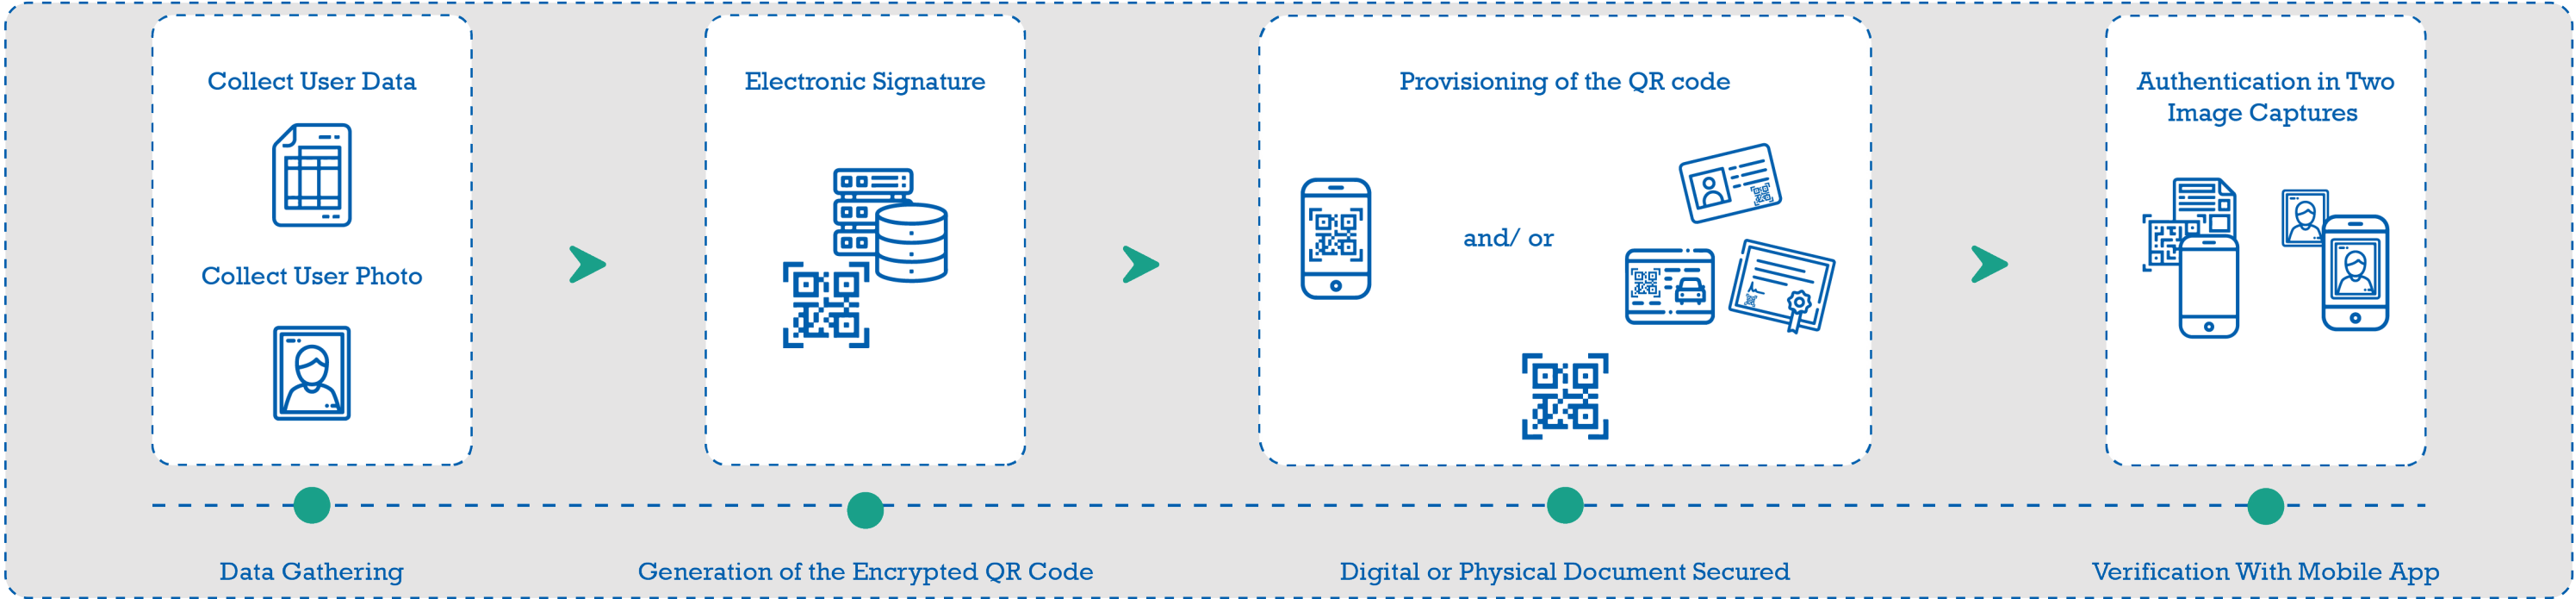 Collect User Data
Collect User Photo
Electronic Signature
Provisioning of the QR code
and/ or
Authentication in Two
Image Captures
Data Gathering
Generation of the Encrypted QR Code
Digital or Physical Document Secured
Verification With Mobile App